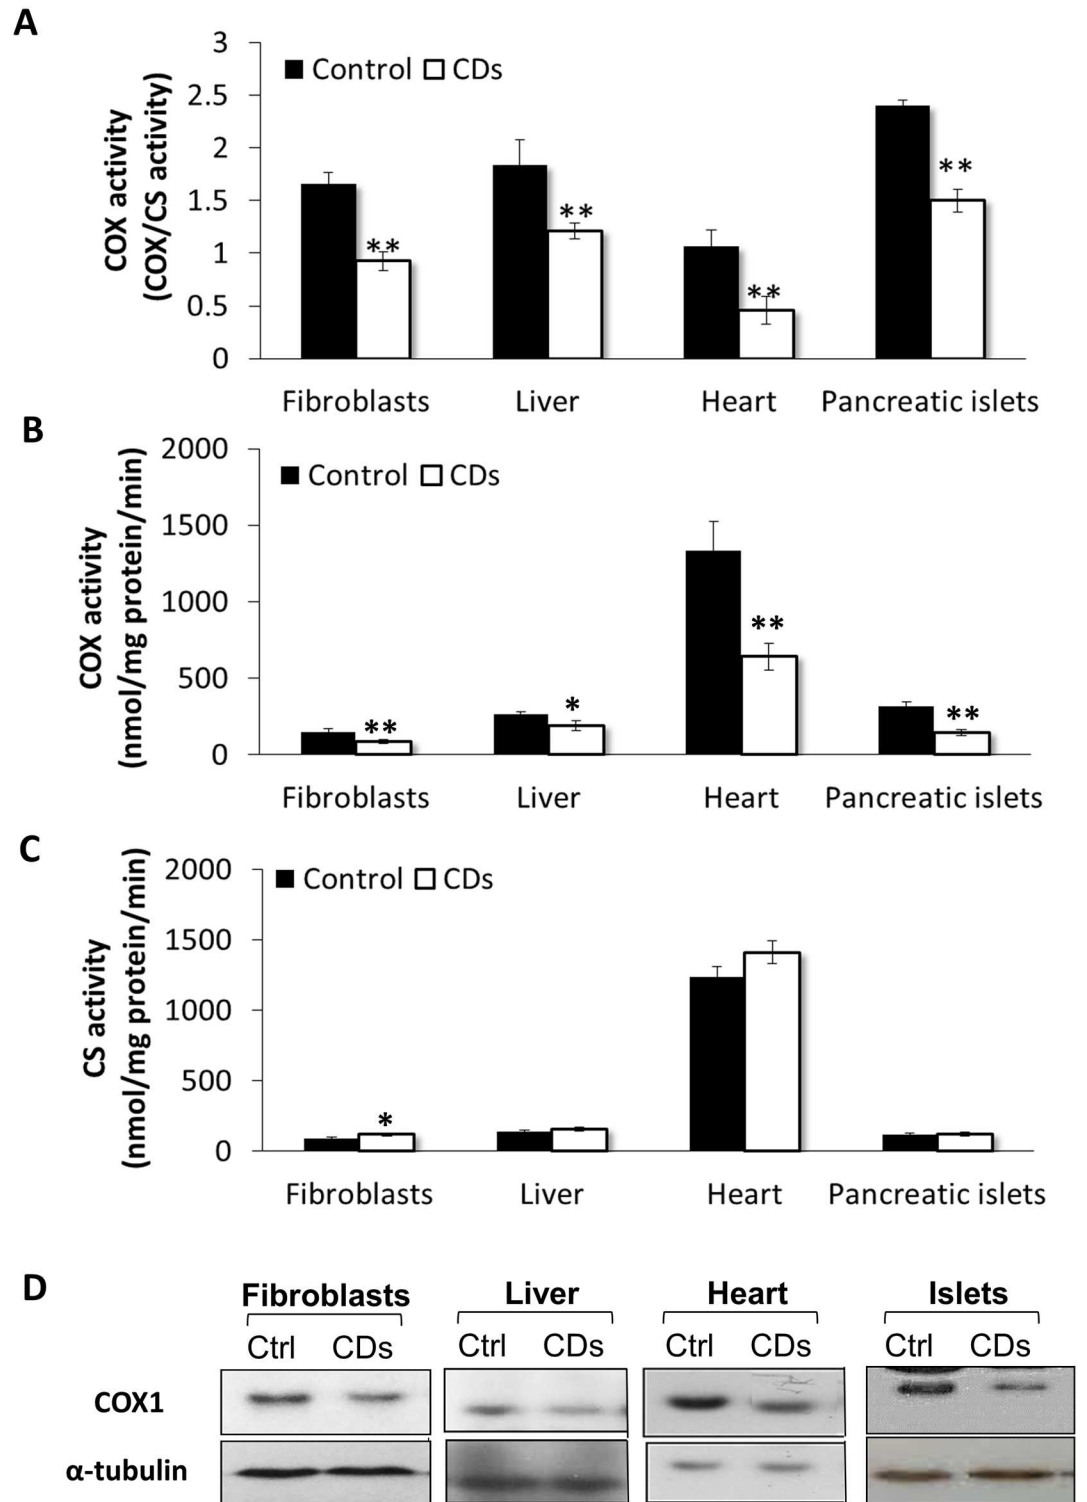 A
3
2.5
2
1.5
1
0.5
0
COX activity
(COX/CS activity)
Control CDs
**
**
**
**
Fibroblasts Liver Heart Pancreatic islets
B
2000
1500
1000
500
0
COX activity
(nmol/mg protein/min)
Control CDs
**
*
**
**
Fibroblasts Liver Heart Pancreatic islets
C
2000
1500
1000
500
0
CS activity
(nmol/mg protein/min)
Control CDs
*
Fibroblasts Liver Heart Pancreatic islets
D
Fibroblasts Liver Heart Islets
Ctrl CDs Ctrl CDs Ctrl CDs Ctrl CDs
COX1
α-tubulin